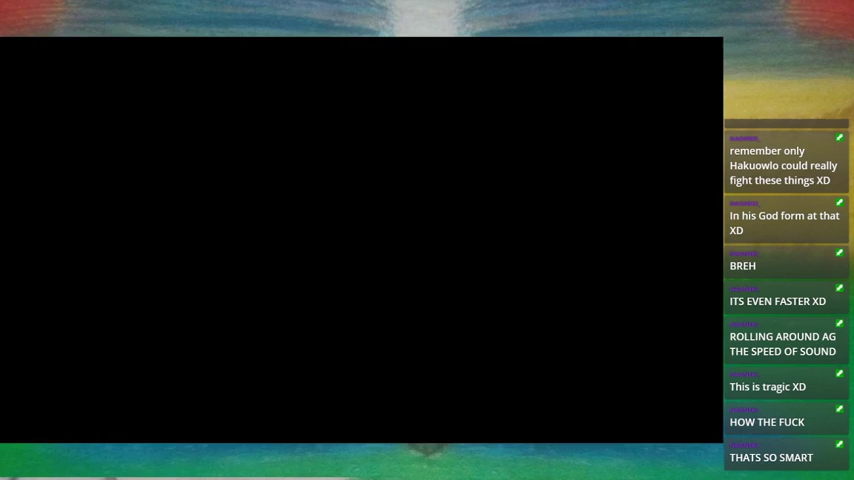 remember only
Hakuowlo could really
fight these things XD
In his God form at that
XD
BREH
ITS EVEN FASTER XD
ROLLING AROUND AG
THE SPEED OF SOUND
This is tragic XD
HOW THE FUCK
THATS SO SMART